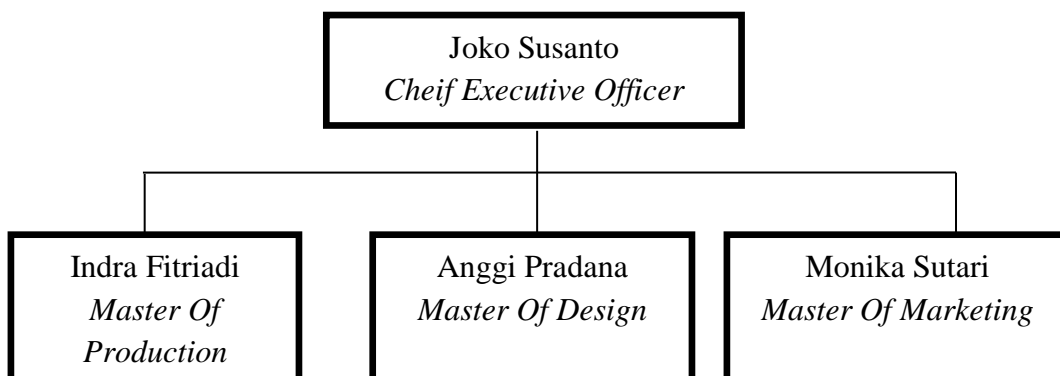 Joko Susanto
Cheif Executive Officer
Indra Fitriadi
Master Of
Production
Anggi Pradana
Master Of Design
Monika Sutari
Master Of Marketing